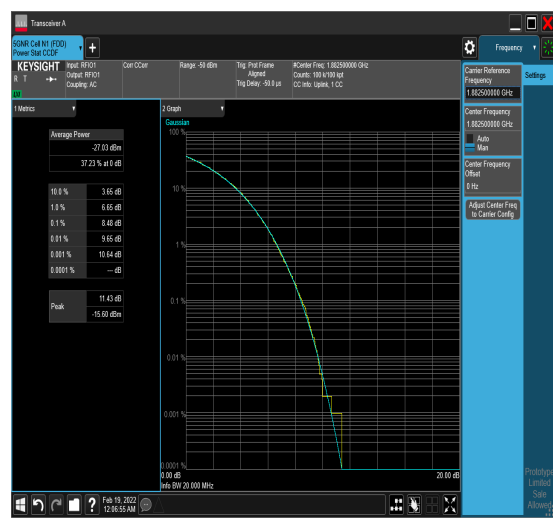 Transceiver A
5GNR Cell N1 (FDD)
Power Stat CCDF
Frequency
KEYSIGHT
R T
LXI
Input: RFIO1
Output: RFIO1
Coupling: AC
Corr CCorr
Range: -50 dBm
Trig: Prot Frame
Aligned
Trig Delay: -50.0 µs
#Center Freq: 1.882500000 GHz
Counts: 100 k/100 kpt
CC Info: Uplink, 1 CC
1 Metrics
Average Power
-27.03 dBm
37.23 % at 0 dB
10.0 % 3.65 dB
1.0 % 6.65 dB
0.1 % 8.48 dB
0.01 % 9.65 dB
0.001 % 10.64 dB
0.0001 % --- dB
Peak
11.43 dB
-15.60 dBm
2 Graph
Gaussian
100 %
10 %
1 %
0.1 %
0.01 %
0.001 %
0.0001 %
0.00 dB
20.00 dB
Info BW 20.000 MHz
Carrier Reference
Frequency
1.882500000 GHz
Settings
Center Frequency
1.882500000 GHz
Auto
Man
Center Frequency
Offset
0 Hz
Adjust Center Freq
to Carrier Config
Prototype
Limited
Sale
Allowed
?
Feb 19, 2022
12:06:55 AM